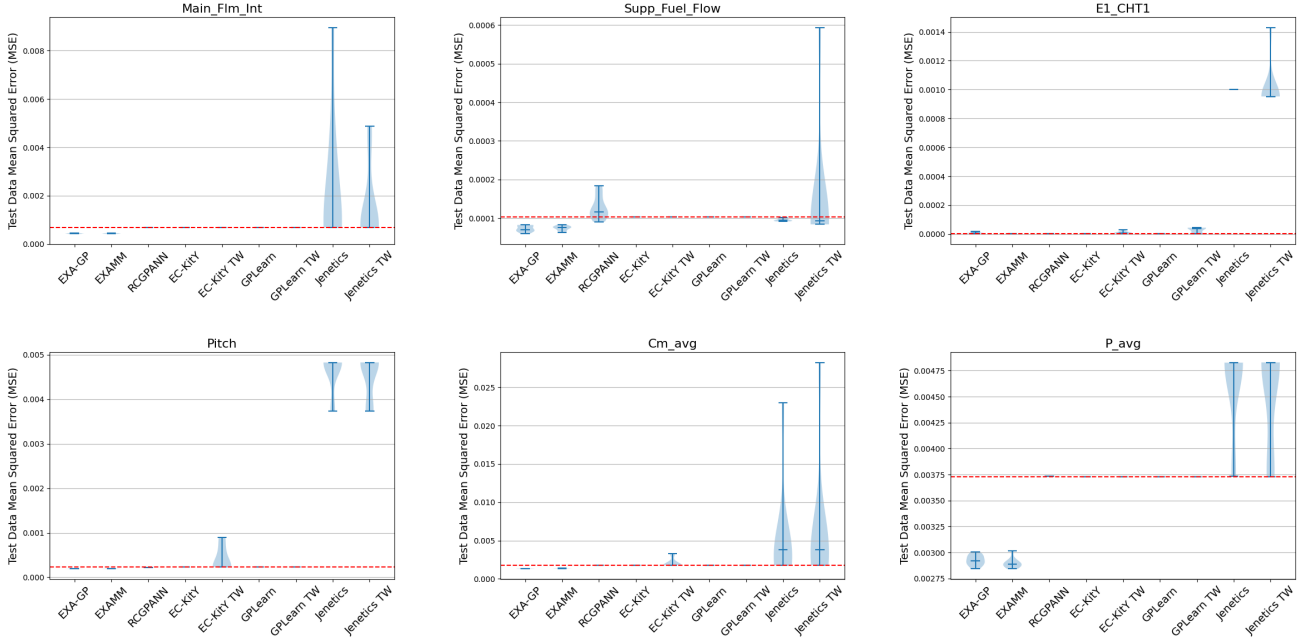 Main_Flm_Int
Test Data Mean Squared Error (MSE)
0.008
0.006
0.004
0.002
0.000
EXA-GP
EXAMM
RCGPANN
EC-KitY
EC-KitY TW
GPLearn
GPLearn TW
Jenetics
Jenetics TW
Supp_Fuel_Flow
Test Data Mean Squared Error (MSE)
0.0006
0.0005
0.0004
0.0003
0.0002
0.0001
EXA-GP
EXAMM
RCGPANN
EC-KitY
EC-KitY TW
GPLearn
GPLearn TW
Jenetics
Jenetics TW
E1_CHT1
Test Data Mean Squared Error (MSE)
0.0014
0.0012
0.0010
0.0008
0.0006
0.0004
0.0002
0.0000
EXA-GP
EXAMM
RCGPANN
EC-KitY
EC-KitY TW
GPLearn
GPLearn TW
Jenetics
Jenetics TW
Pitch
Test Data Mean Squared Error (MSE)
0.005
0.004
0.003
0.002
0.001
0.000
EXA-GP
EXAMM
RCGPANN
EC-KitY
EC-KitY TW
GPLearn
GPLearn TW
Jenetics
Jenetics TW
Cm_avg
Test Data Mean Squared Error (MSE)
0.025
0.020
0.015
0.010
0.005
0.000
EXA-GP
EXAMM
RCGPANN
EC-KitY
EC-KitY TW
GPLearn
GPLearn TW
Jenetics
Jenetics TW
P_avg
Test Data Mean Squared Error (MSE)
0.00475
0.00450
0.00425
0.00400
0.00375
0.00350
0.00325
0.00300
0.00275
EXA-GP
EXAMM
RCGPANN
EC-KitY
EC-KitY TW
GPLearn
GPLearn TW
Jenetics
Jenetics TW